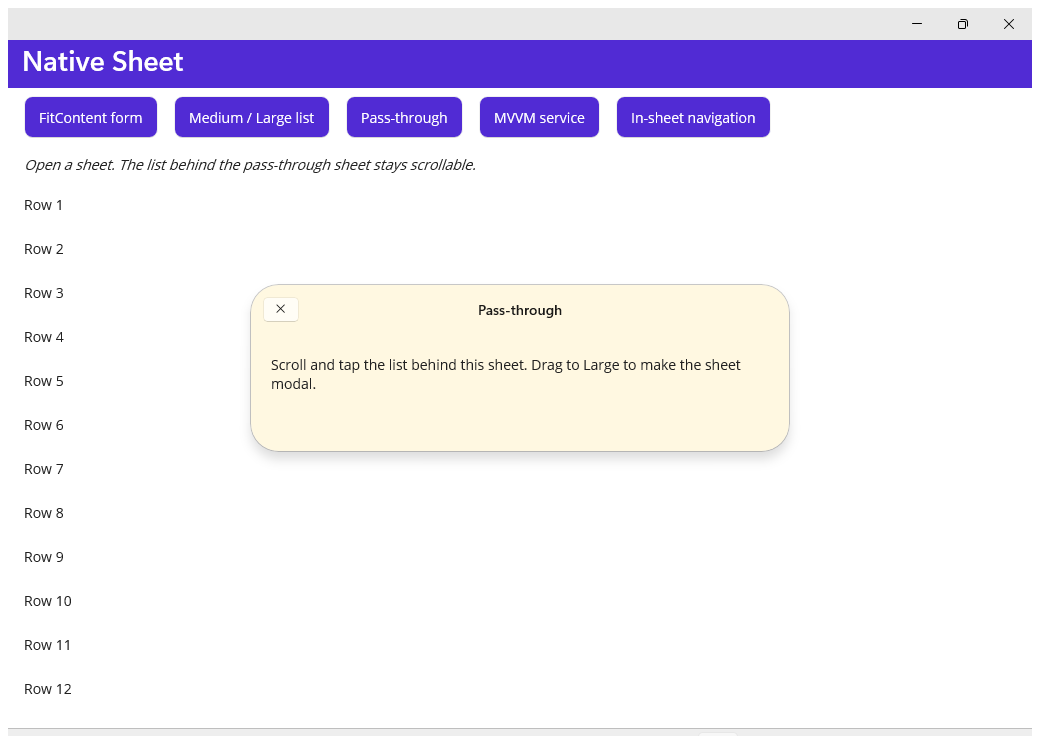 Native Sheet
FitContent form
Medium / Large list
Pass-through
MVVM service
In-sheet navigation
Open a sheet. The list behind the pass-through sheet stays scrollable.
Row 1
Row 2
Row 3
Pass-through
Row 4
Scroll and tap the list behind this sheet. Drag to Large to make the sheet
modal.
Row 5
Row 6
Row 7
Row 8
Row 9
Row 10
Row 11
Row 12